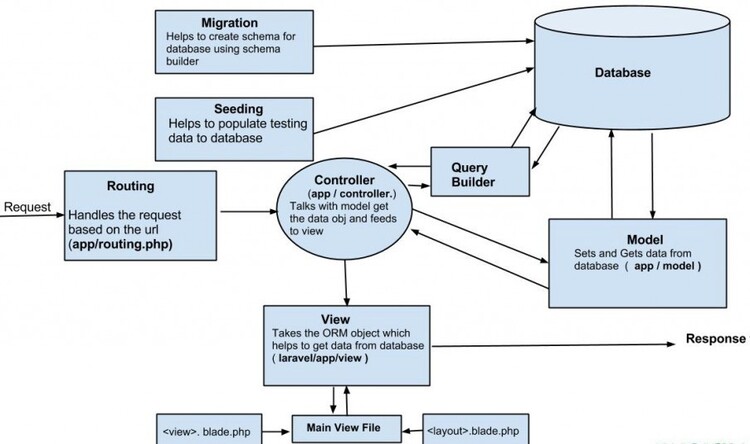 Migration
Helps to create schema for
database using schema
builder
Database
Seeding
Helps to populate testing
data to database
Query
Builder
Controller
(app / controller.)
Talks with model get
the data obj and feeds
to view
Routing
Handles the request
based on the url
(app/routing.php)
Request
Model
Sets and Gets data from
database ( app / model )
View
Takes the ORM object which
helps to get data from database
( laravel/app/view )
Response
<view>. blade.php
Main View File
<layout>.blade.php